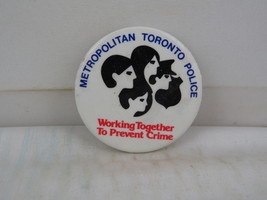 METROPOLITAN TORONTO POLICE
Working Together
To Prevent Crime